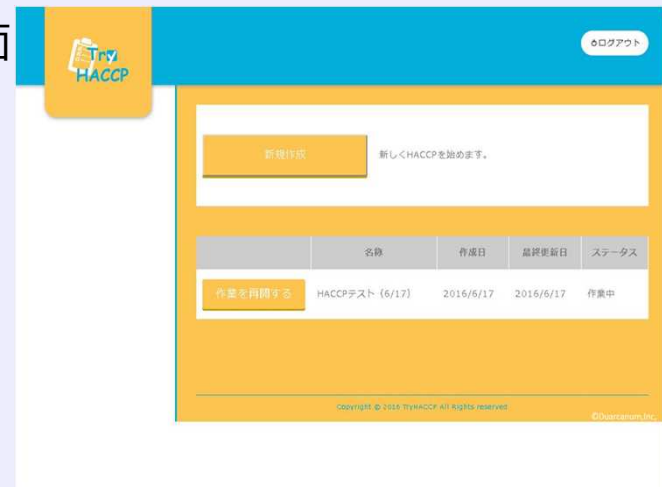 面
Try
HACCP
ログアウト
新規作成
新しくHACCPを始めます。
名称 作成日 最終更新日 ステータス
作業を再開する HACCPテスト（6/17） 2016/6/17 2016/6/17 作業中
Copyright © 2016 TryHACCP All Rights reserved
©Duarcanum,Inc.